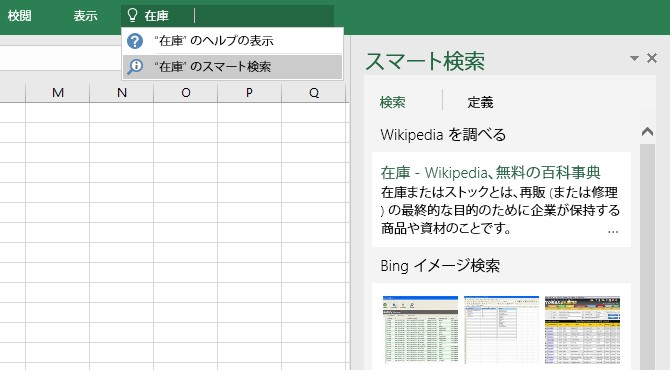 校閲 表示 在庫
"在庫" のヘルプの表示
"在庫" のスマート検索
M N O P Q
スマート検索
検索 定義
Wikipedia を調べる
在庫 - Wikipedia、無料の百科事典
在庫またはストックとは、再販 (または修理
) の最終的な目的のために企業が保持する
商品や資材のことです。 ...
Bing イメージ検索